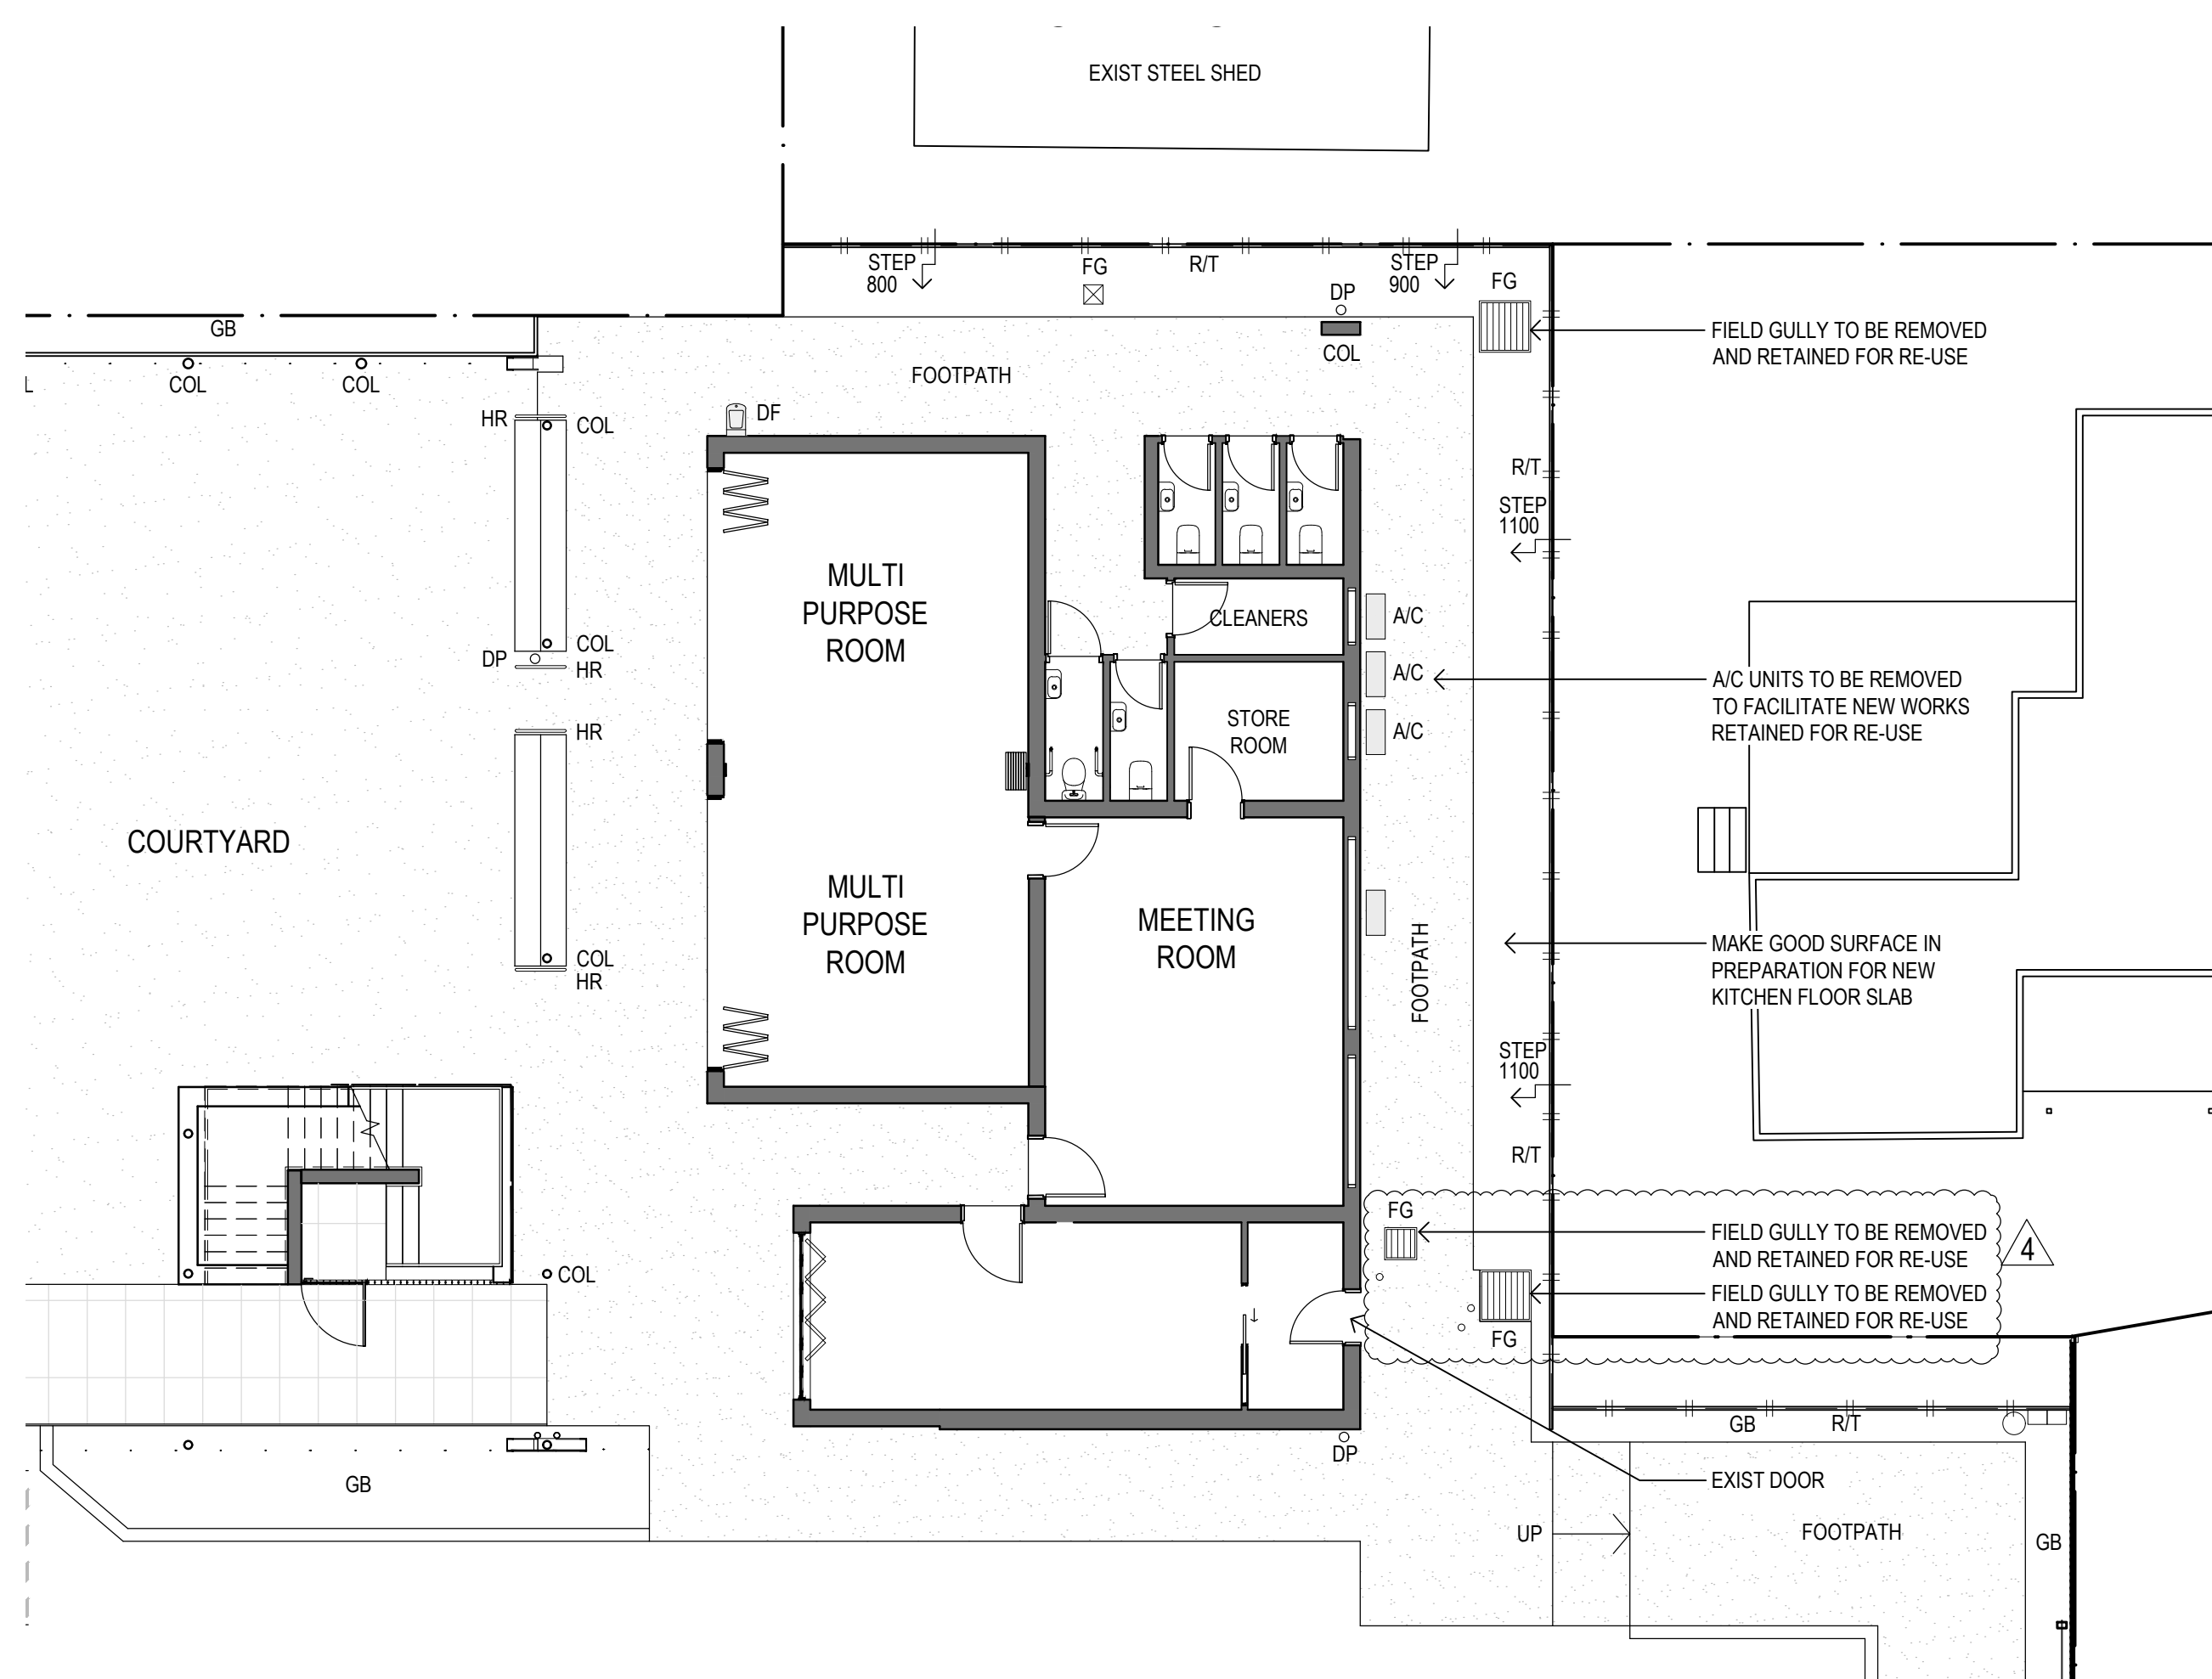 EXIST STEEL SHED
STEP
800
FG
R/T
STEP
900
FG
DP
COL
GB
COL
COL
FOOTPATH
FIELD GULLY TO BE REMOVED
AND RETAINED FOR RE-USE
HR
COL
DF
R/T
STEP
1100
MULTI
PURPOSE
ROOM
CLEANERS
A/C
A/C
A/C
COL
DP
HR
HR
STORE
ROOM
A/C UNITS TO BE REMOVED
TO FACILITATE NEW WORKS
RETAINED FOR RE-USE
COURTYARD
MULTI
PURPOSE
ROOM
MEETING
ROOM
FOOTPATH
MAKE GOOD SURFACE IN
PREPARATION FOR NEW
KITCHEN FLOOR SLAB
COL
HR
STEP
1100
R/T
FG
FIELD GULLY TO BE REMOVED
AND RETAINED FOR RE-USE
4
FIELD GULLY TO BE REMOVED
AND RETAINED FOR RE-USE
FG
COL
GB
R/T
DP
GB
EXIST DOOR
UP
FOOTPATH
GB